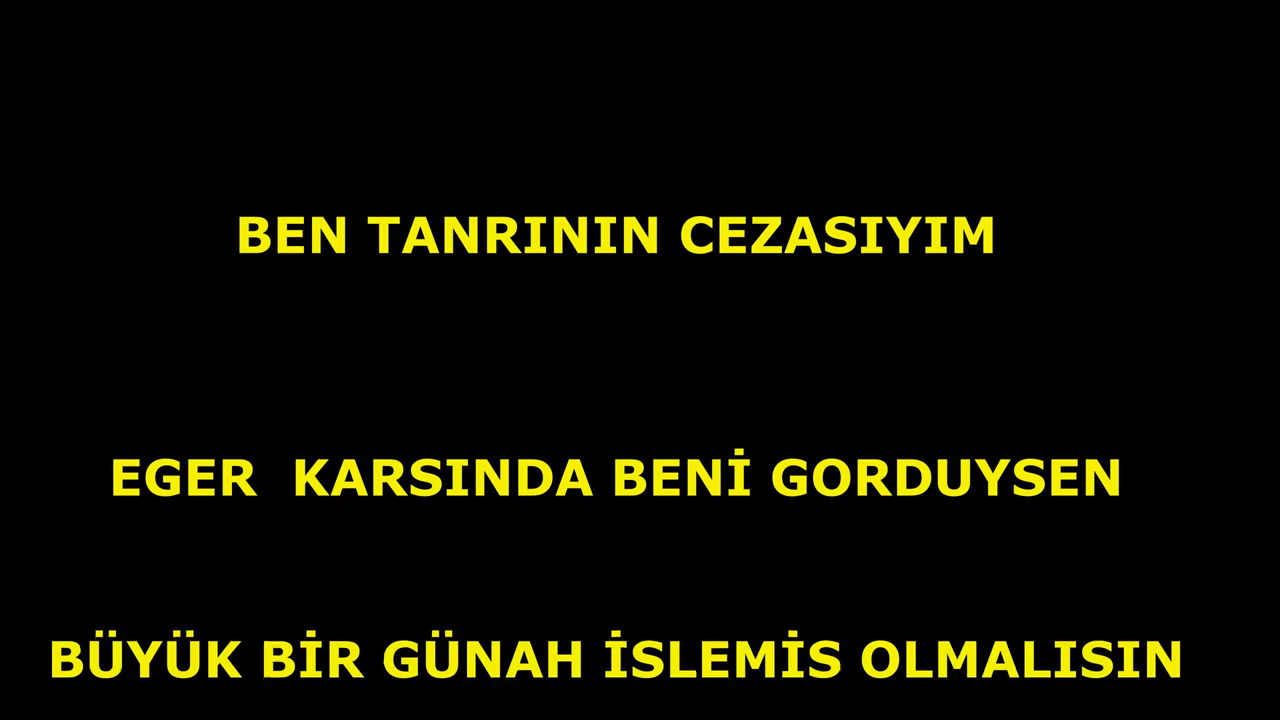 BEN TANRININ CEZASIYIM
EGER KARSINDA BENİ GORDUYSEN
BÜYÜK BİR GÜNAH İSLEMİS OLMALISIN